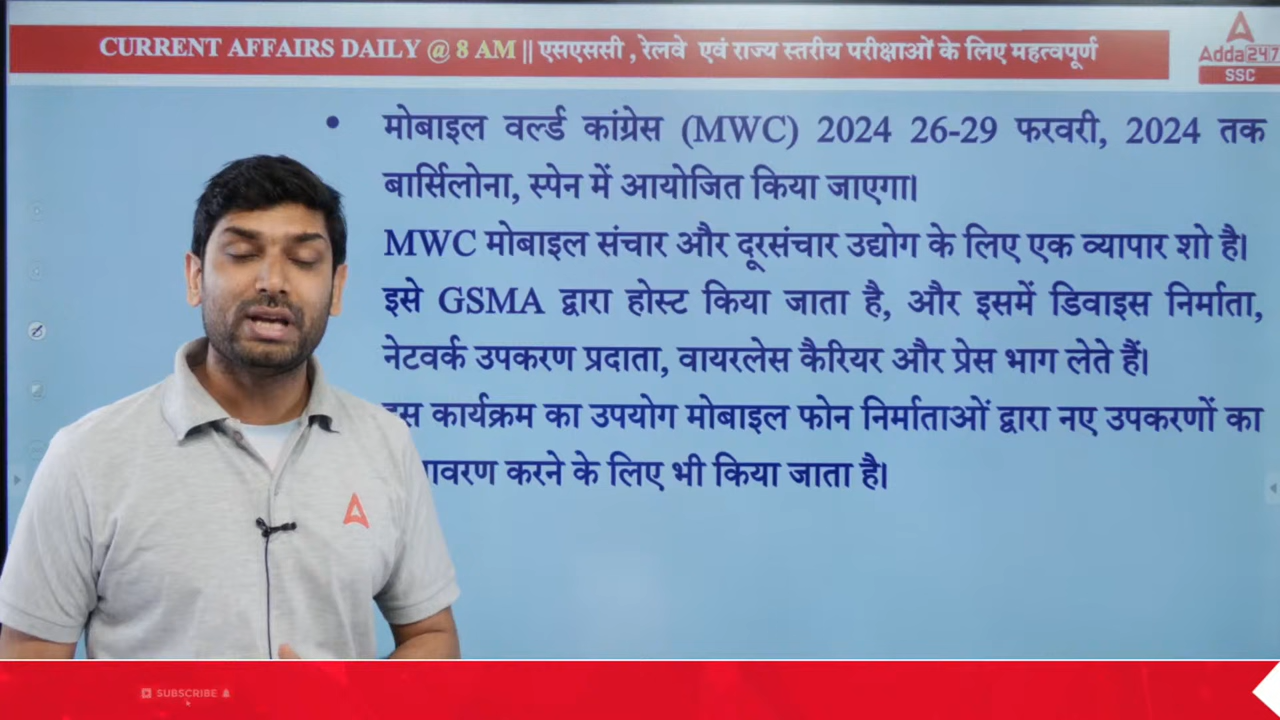 CURRENT AFFAIRS DAILY @ 8 AM || एसएससी , रेलवे एवं राज्य स्तरीय परीक्षाओं के लिए महत्वपूर्ण
Adda247
SSC
• मोबाइल वर्ल्ड कांग्रेस (MWC) 2024 26-29 फरवरी, 2024 तक
बार्सिलोना, स्पेन में आयोजित किया जाएगा।
MWC मोबाइल संचार और दूरसंचार उद्योग के लिए एक व्यापार शो है।
इसे GSMA द्वारा होस्ट किया जाता है, और इसमें डिवाइस निर्माता,
नेटवर्क उपकरण प्रदाता, वायरलेस कैरियर और प्रेस भाग लेते हैं।
कार्यक्रम का उपयोग मोबाइल फोन निर्माताओं द्वारा नए उपकरणों का
करने के लिए भी किया जाता है।
SUBSCRIBE